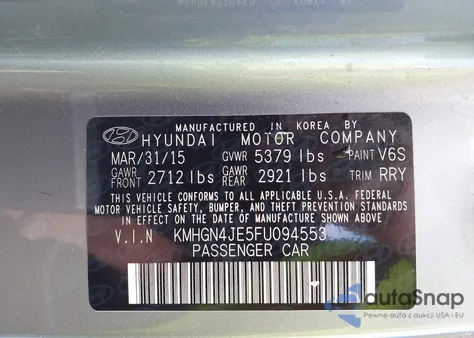 MANUFACTURED IN KOREA BY
HYUNDAI MOTOR COMPANY
MAR/31/15 GVWR 5379 lbs PAINT V6S
GAWR FRONT 2712 lbs GAWR REAR 2921 lbs TRIM RRY
THIS VEHICLE CONFORMS TO ALL APPLICABLE U.S.A. FEDERAL
MOTOR VEHICLE SAFETY, BUMPER, AND THEFT PREVENTION
STANDARDS IN EFFECT ON THE DATE OF MANUFACTURE SHOWN ABOVE.
V.I.N KMHGN4JE5FU094553
PASSENGER CAR
autaSnap
Pewne auta z aukcji USA i EU